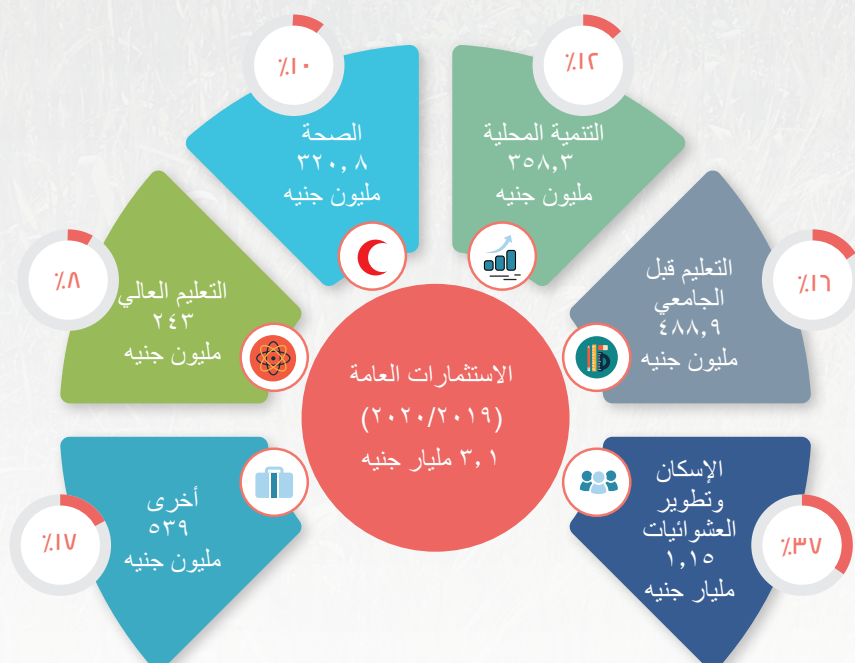 الاستثمارات العامة
(٢٠٢٠/٢٠١٩)
٣,١ مليار جنيه
٪١٢
التنمية المحلية
٣٥٨,٣
مليون جنيه
٪١٦
التعليم قبل
الجامعي
٤٨٨,٩
مليون جنيه
٪٣٧
الإسكان
وتطوير
العشوائيات
١,١٥
مليار جنيه
٪١٠
الصحة
٣٢٠,٨
مليون جنيه
٪٨
التعليم العالي
٢٤٣
مليون جنيه
٪١٧
أخرى
٥٣٩
مليون جنيه